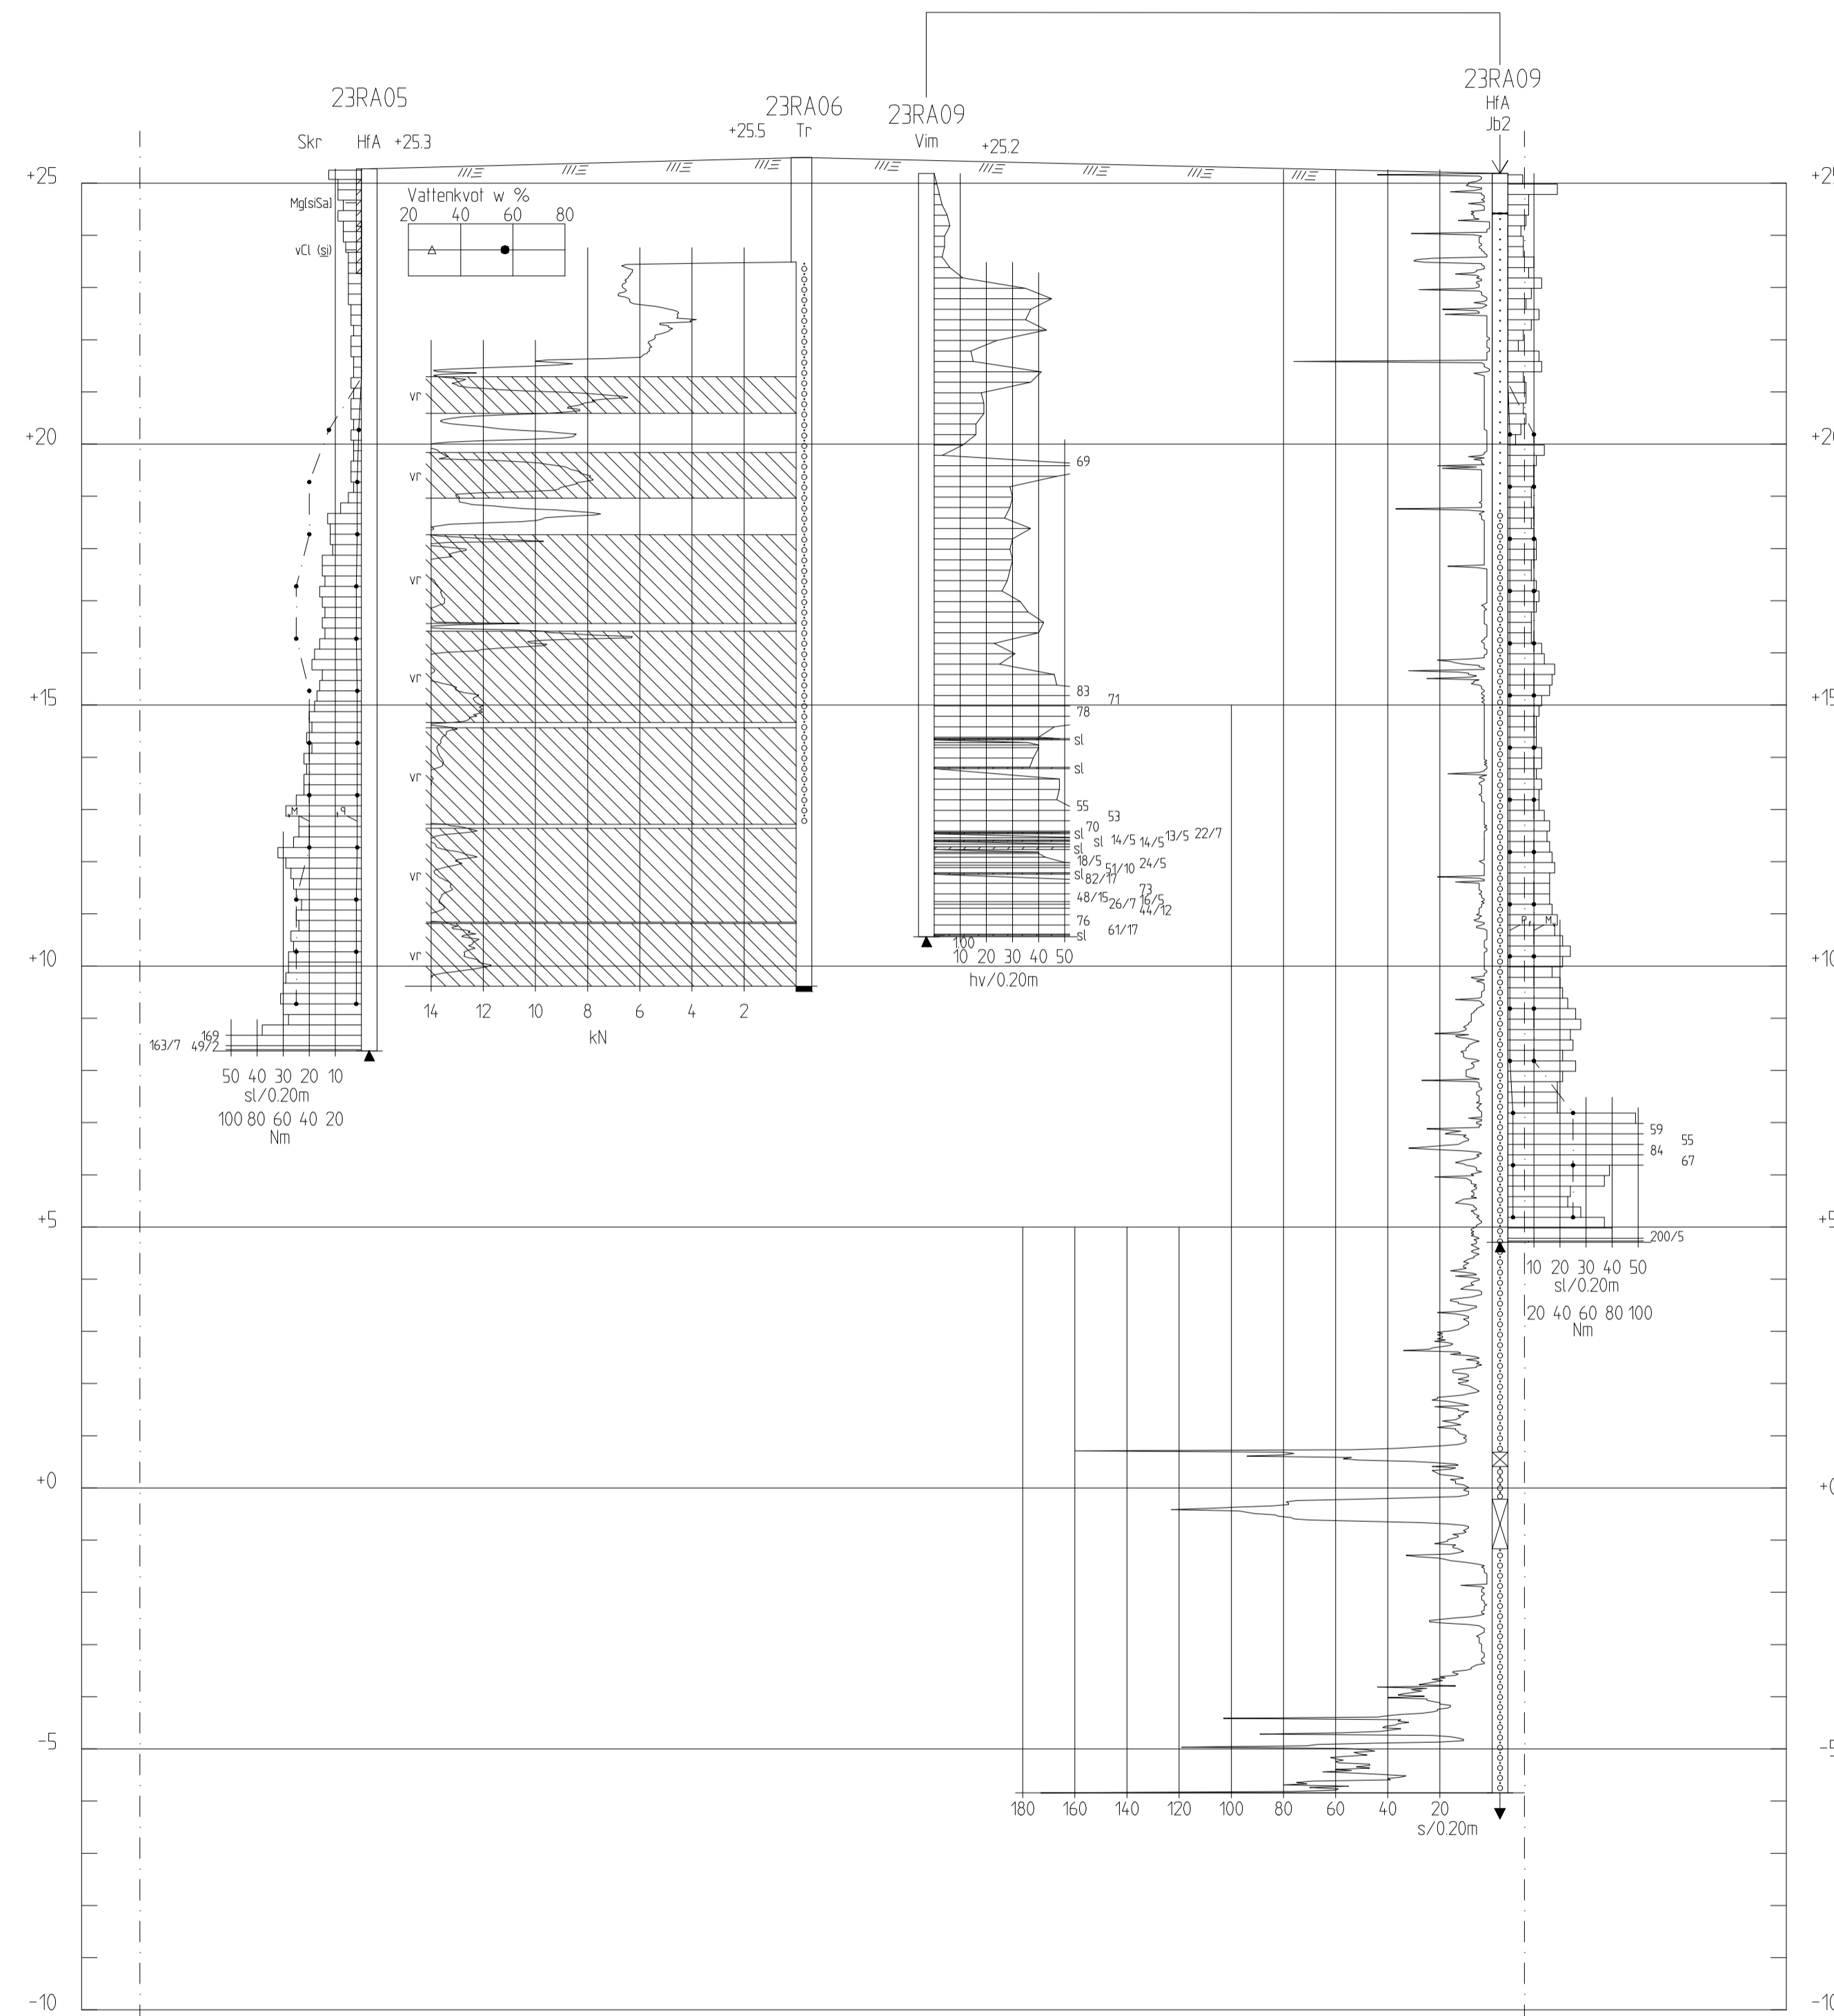 23RA09
HfA
Jb2
23RA05
Skr HfA +25.3
23RA06
+25.5 Tr
23RA09
Vim
+25.2
+25
Mg[siSa]
vCl (si)
Vattenkvot w %
20 40 60 80
vr
+20
vr
69
vr
vr
83 71
+15
78
sl
vr
sl
55
53
,M ,q
70
sl
sl 14/5 14/5 13/5 22/7
sl
18/5 51/10 24/5
vr
sl
82/17
73
48/15 26/7 16/5
44/12
76
61/17
sl
P, M,
vr
+10
1.00
10 20 30 40 50
hv/0.20m
14 12 10 8 6 4 2
kN
169
163/7 49/2
50 40 30 20 10
sl/0.20m
100 80 60 40 20
Nm
59
55
84
67
+5
200/5
10 20 30 40 50
sl/0.20m
20 40 60 80 100
Nm
+0
-5
180 160 140 120 100 80 60 40 20
s/0.20m
-10